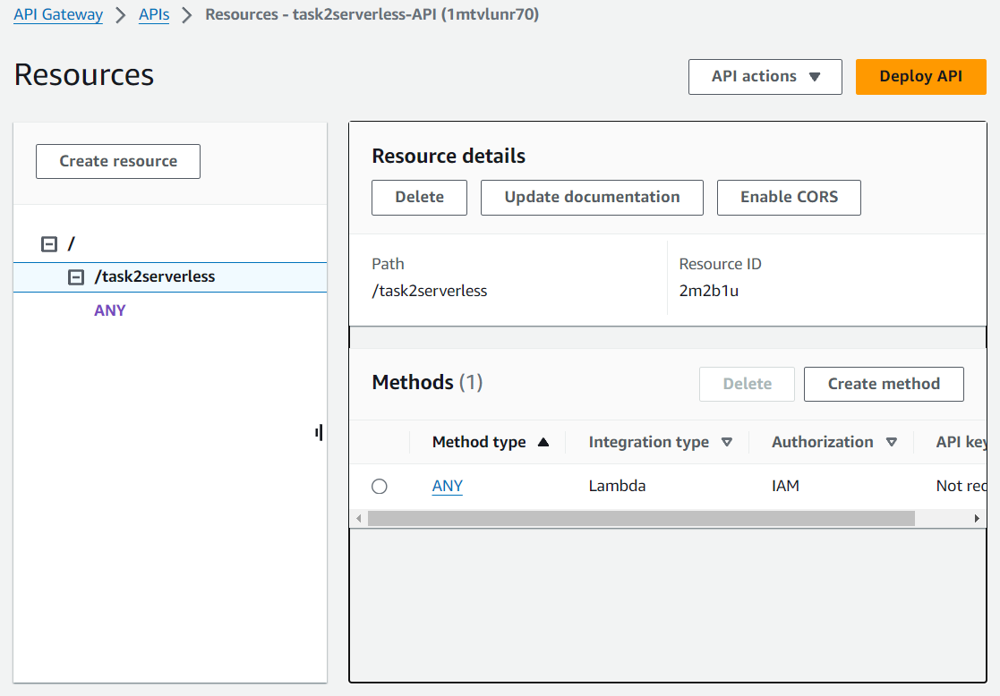 API Gateway > APIs > Resources - task2serverless-API (1mtvlunr70)
Resources
API actions
Deploy API
Create resource
/
/task2serverless
ANY
Resource details
Delete
Update documentation
Enable CORS
Path
/task2serverless
Resource ID
2m2b1u
Methods (1)
Delete
Create method
Method type
Integration type
Authorization
API key
ANY
Lambda
IAM
Not req